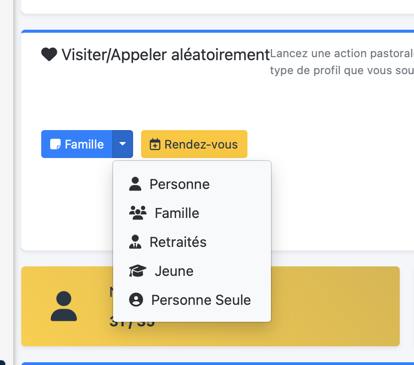 Visiter/Appeler aléatoirement
Lancez une action pastoral
type de profil que vous sou
Famille
Rendez-vous
Personne
Famille
Retraités
Jeune
Personne Seule